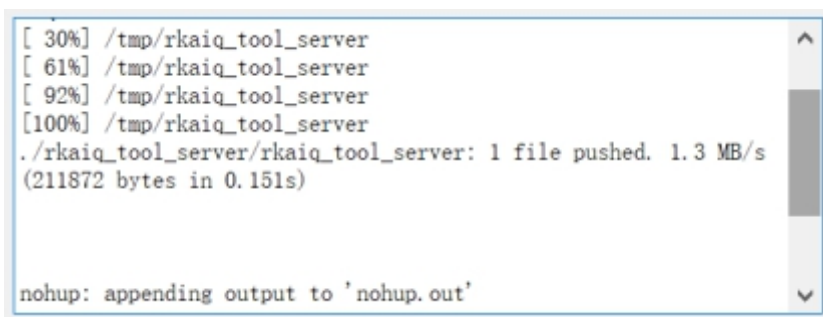 [ 30%] /tmp/rkaiq_tool_server
[ 61%] /tmp/rkaiq_tool_server
[ 92%] /tmp/rkaiq_tool_server
[100%] /tmp/rkaiq_tool_server
./rkaiq_tool_server/rkaiq_tool_server: 1 file pushed. 1.3 MB/s
(211872 bytes in 0.151s)
nohup: appending output to 'nohup.out'